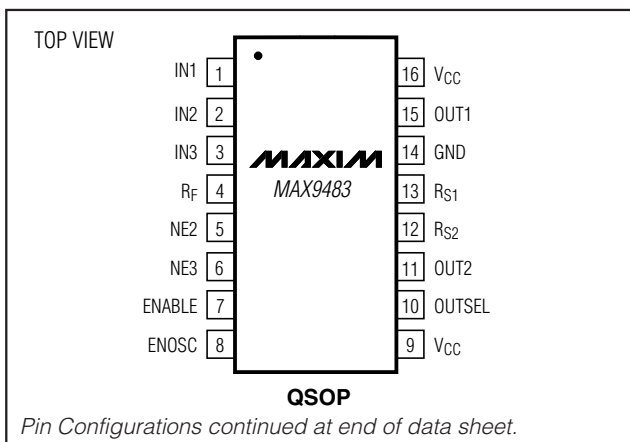 TOP VIEW
IN1 1 16 VCC
IN2 2 15 OUT1
IN3 3 MAXIM 14 GND
RF 4 MAX9483 13 RS1
NE2 5 12 RS2
NE3 6 11 OUT2
ENABLE 7 10 OUTSEL
ENOSC 8 9 VCC
QSOP
Pin Configurations continued at end of data sheet.